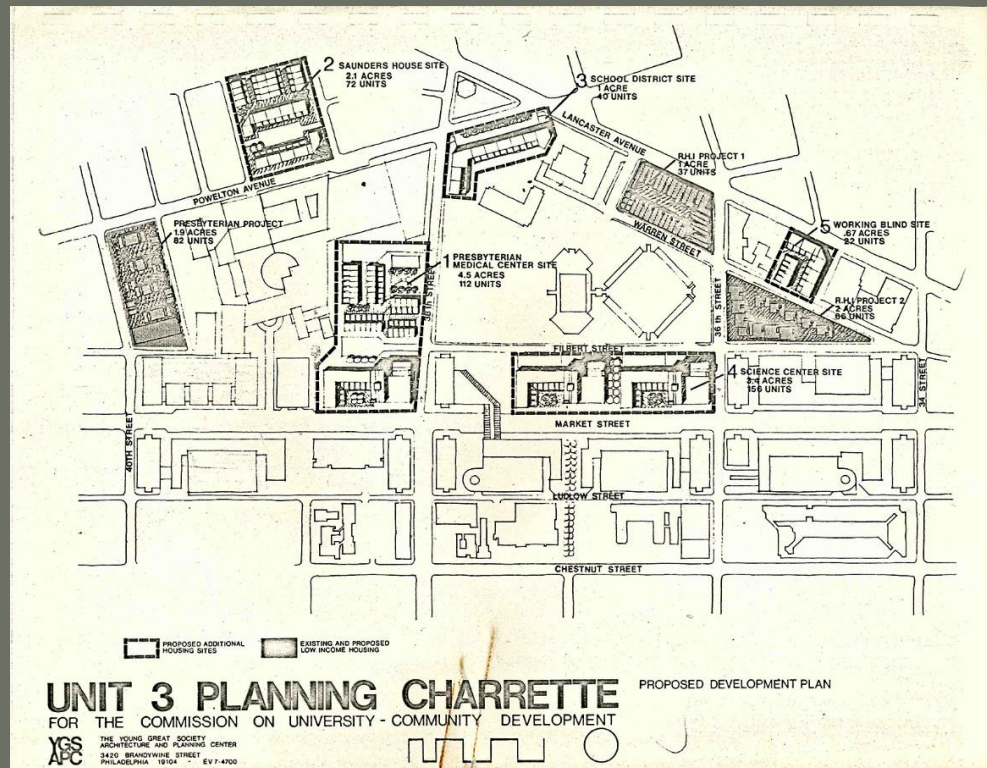 2 SAUNDERS HOUSE SITE
2.1 ACRES
72 UNITS
3 SCHOOL DISTRICT SITE
1 ACRE
40 UNITS
LANCASTER AVENUE
R.H.I PROJECT 1
1 ACRE
37 UNITS
POWELTON AVENUE
PRESBYTERIAN PROJECT
1.9 ACRES
82 UNITS
WARREN STREET
5 WORKING BLIND SITE
.67 ACRES
22 UNITS
1 PRESBYTERIAN
MEDICAL CENTER SITE
4.5 ACRES
112 UNITS
38th STREET
36 th STREET
R.H.I PROJECT 2
2 ACRES
86 UNITS
FILBERT STREET
4 SCIENCE CENTER SITE
3.4 ACRES
156 UNITS
34 STREET
MARKET STREET
40TH STREET
LUDLOW STREET
CHESTNUT STREET
PROPOSED ADDITIONAL
HOUSING SITES
EXISTING AND PROPOSED
LOW INCOME HOUSING
UNIT 3 PLANNING CHARRETTE
PROPOSED DEVELOPMENT PLAN
FOR THE COMMISSION ON UNIVERSITY - COMMUNITY DEVELOPMENT
YGS
APC
THE YOUNG GREAT SOCIETY
ARCHITECTURE AND PLANNING CENTER
3420 BRANDYWINE STREET
PHILADELPHIA 19104 - EV 7-4700